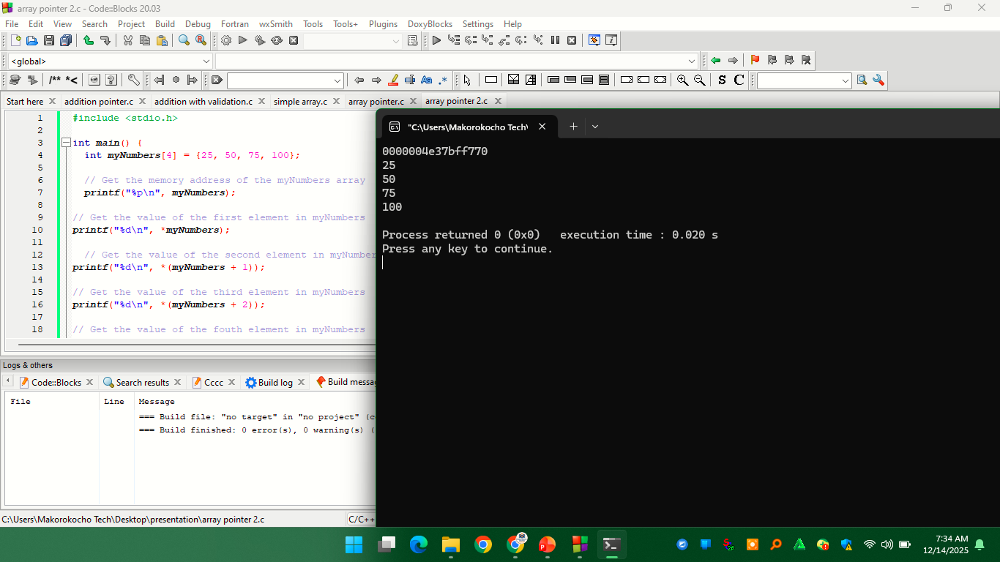 array pointer 2.c - Code::Blocks 20.03
File Edit View Search Project Build Debug Fortran wxSmith Tools Tools+ Plugins DoxyBlocks Settings Help
<global>
/** *<
Aa .*
S C
Start here addition pointer.c addition with validation.c simple array.c array pointer.c array pointer 2.c
1 #include <stdio.h>
2
3 int main() {
4 int myNumbers[4] = {25, 50, 75, 100};
5
6 // Get the memory address of the myNumbers array
7 printf("%p\n", myNumbers);
8
9 // Get the value of the first element in myNumbers
10 printf("%d\n", *myNumbers);
11
12 // Get the value of the second element in myNumber
13 printf("%d\n", *(myNumbers + 1));
14
15 // Get the value of the third element in myNumbers
16 printf("%d\n", *(myNumbers + 2));
17
18 // Get the value of the fouth element in myNumbers
"C:\Users\Makorokocho Tech\
0000004e37bff770
25
50
75
100
Process returned 0 (0x0) execution time : 0.020 s
Press any key to continue.
Logs & others
Code::Blocks Search results Cccc Build log Build messa
File Line Message
=== Build file: "no target" in "no project" (c
=== Build finished: 0 error(s), 0 warning(s) (
C:\Users\Makorokocho Tech\Desktop\presentation\array pointer 2.c C/C++
7:34 AM
12/14/2025